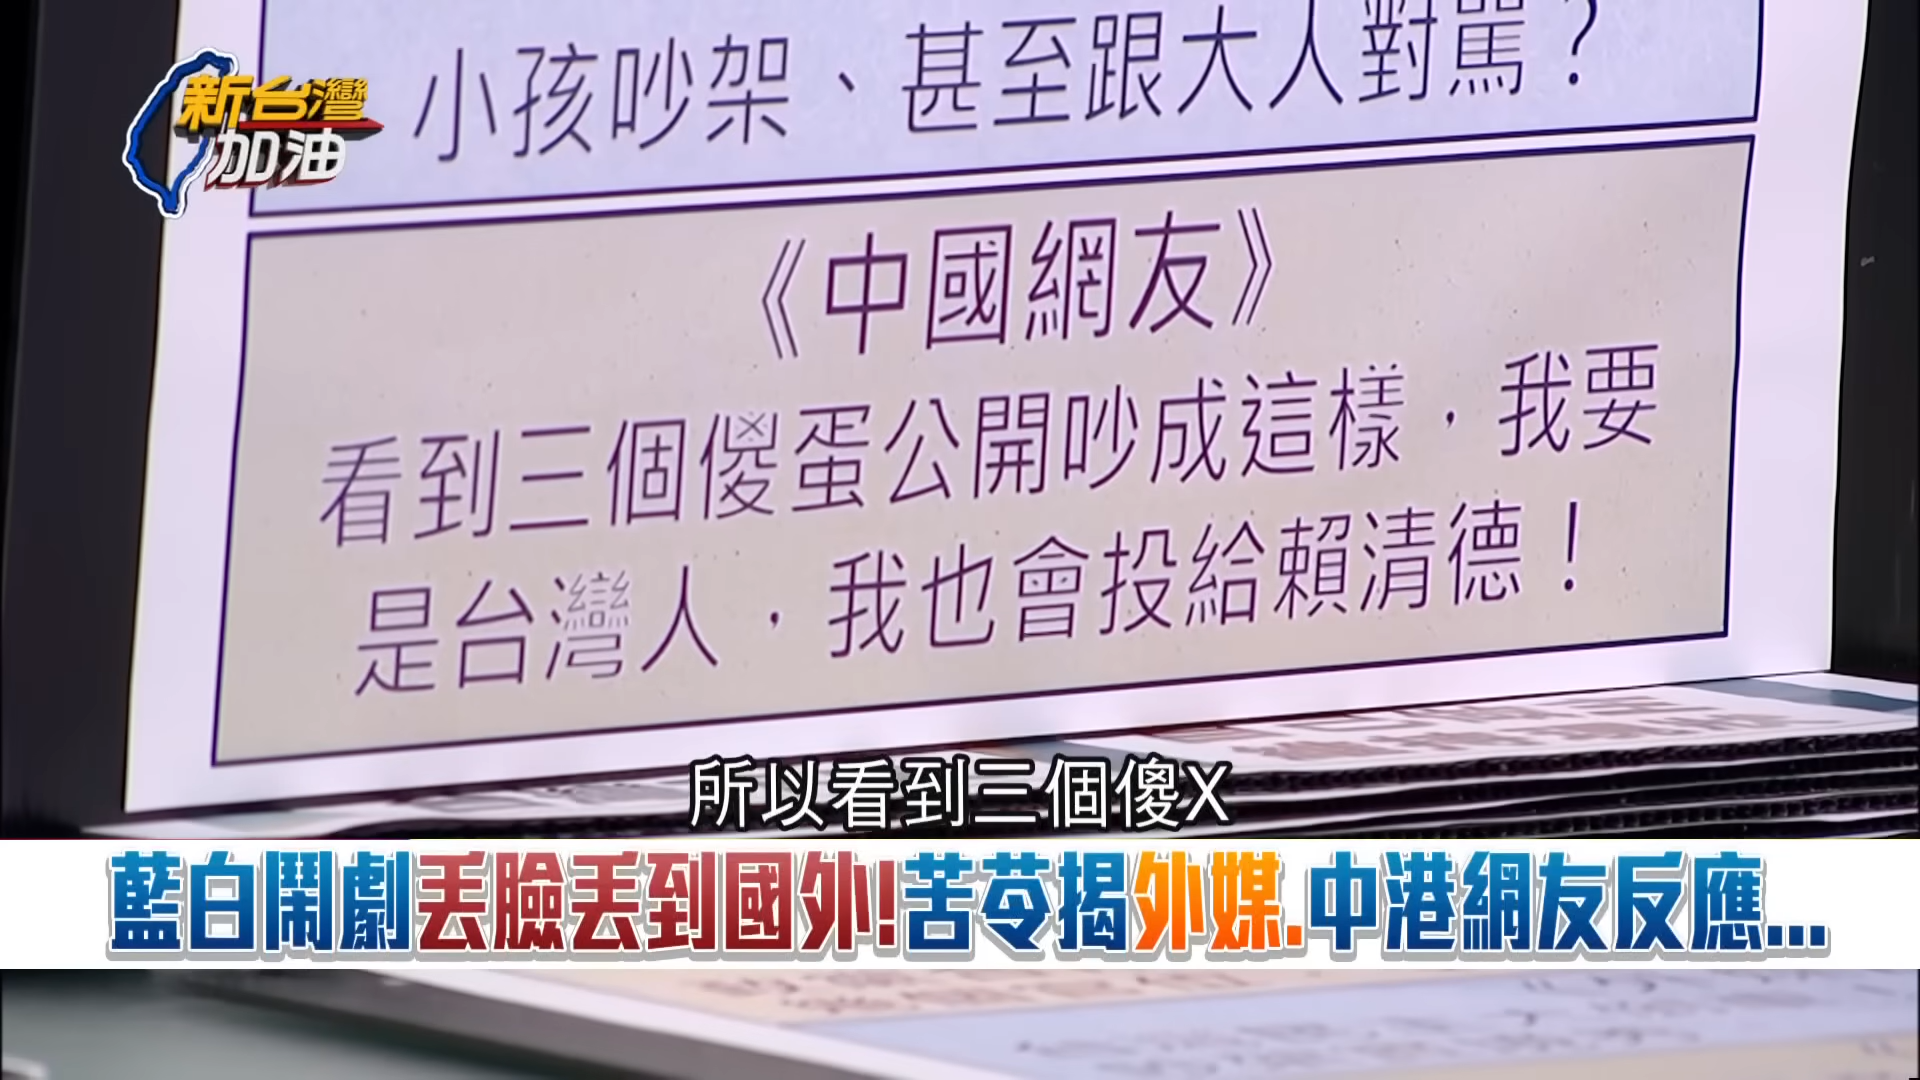 新台灣
加油
小孩吵架、甚至跟大人對罵？
《中國網友》
看到三個傻蛋公開吵成這樣，我要
是台灣人，我也會投給賴清德！
所以看到三個傻X
藍白鬧劇丟臉丟到國外!苦苓揭外媒.中港網友反應...